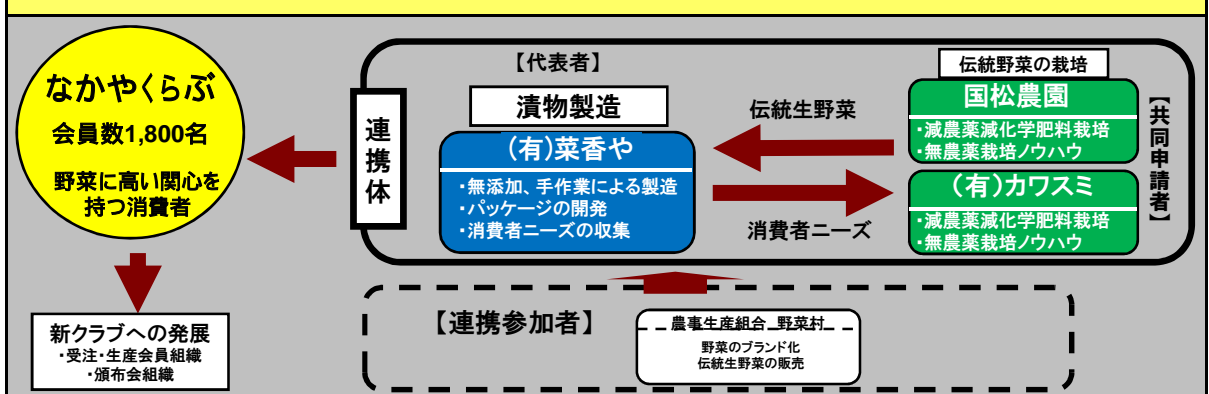 なかやくらぶ
会員数1,800名
野菜に高い関心を
持つ消費者
新クラブへの発展
・受注・生産会員組織
・頒布会組織
連携体
【代表者】
漬物製造
(有)菜香や
・無添加、手作業による製造
・パッケージの開発
・消費者ニーズの収集
伝統生野菜
消費者ニーズ
伝統野菜の栽培
国松農園
・減農薬減化学肥料栽培
・無農薬栽培ノウハウ
(有)カワスミ
・減農薬減化学肥料栽培
・無農薬栽培ノウハウ
【共同申請者】
【連携参加者】
農事生産組合 野菜村
野菜のブランド化
伝統生野菜の販売